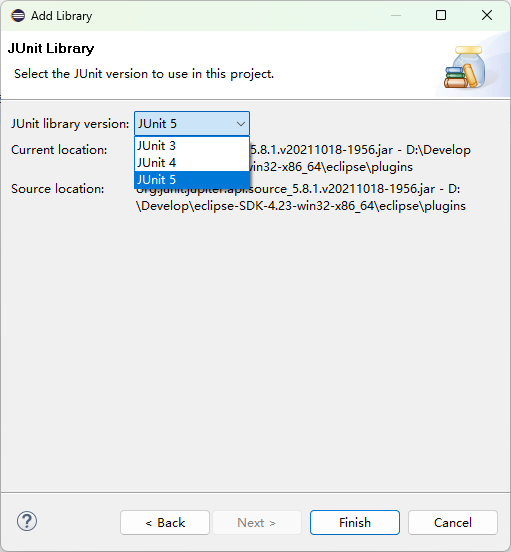 Add Library
JUnit Library
Select the JUnit version to use in this project.
JUnit library version: JUnit 5
JUnit 3
JUnit 4
JUnit 5
Current location: 5.8.1.v20211018-1956.jar - D:\Develop
win32-x86_64\eclipse\plugins
Source location: org.junit.jupiter.api.source_5.8.1.v20211018-1956.jar - D:
\Develop\eclipse-SDK-4.23-win32-x86_64\eclipse\plugins
?
< Back
Next >
Finish
Cancel